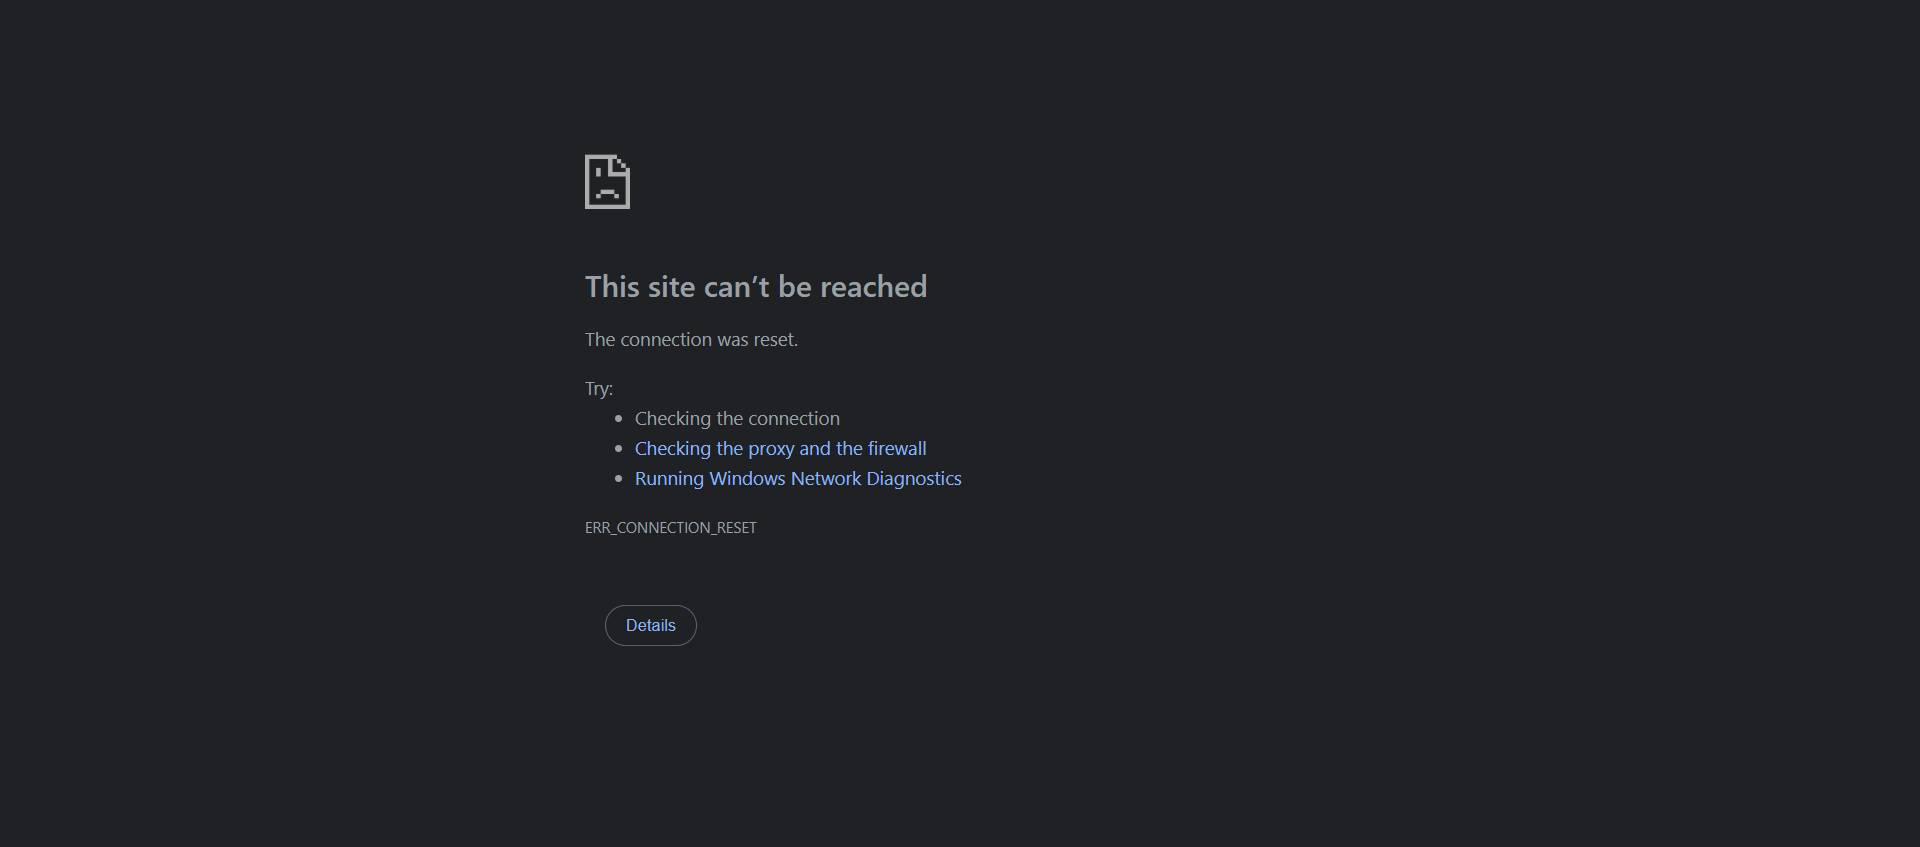 This site can’t be reached
The connection was reset.
Try:
Checking the connection
Checking the proxy and the firewall
Running Windows Network Diagnostics
ERR_CONNECTION_RESET
Details